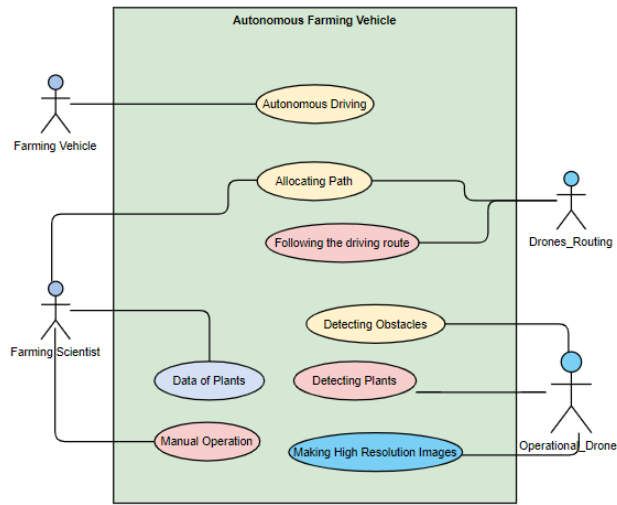 Autonomous Farming Vehicle
Autonomous Driving
Farming Vehicle
Allocating Path
Following the driving route
Drones_Routing
Detecting Obstacles
Farming Scientist
Data of Plants
Detecting Plants
Manual Operation
Making High Resolution Images
Operational_Drone